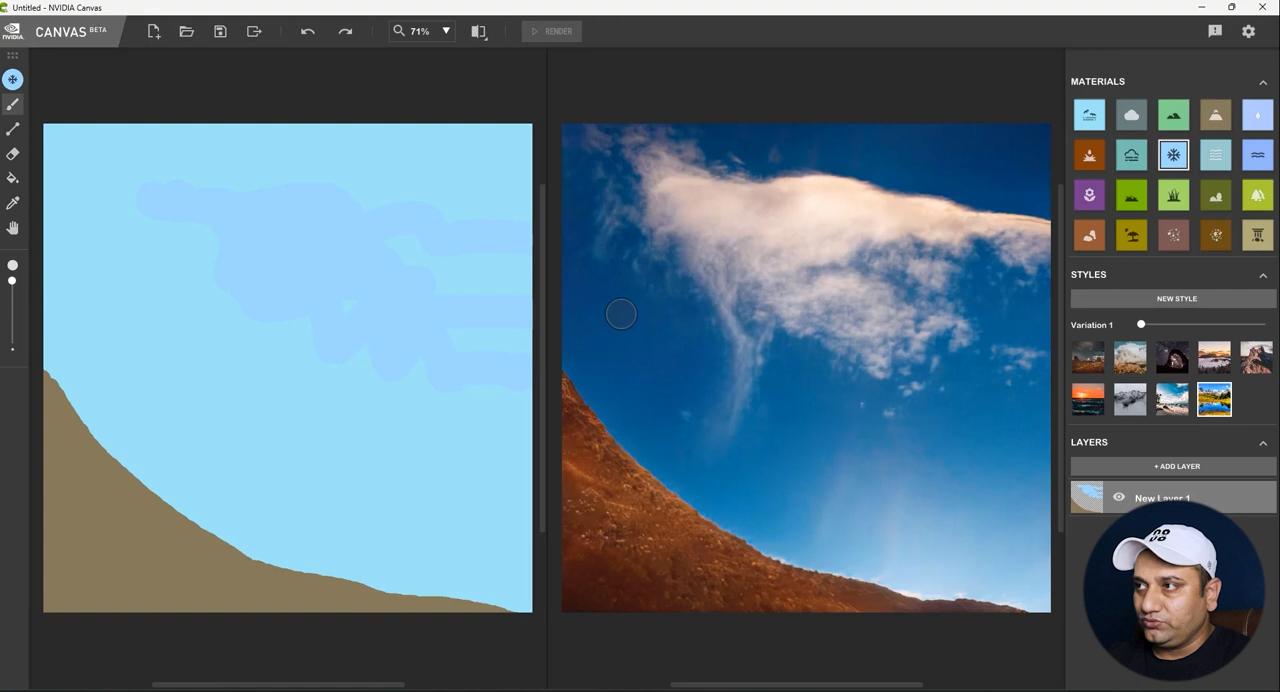 Untitled - NVIDIA Canvas
NVIDIA.
CANVAS BETA
71%
RENDER
MATERIALS
STYLES
NEW STYLE
Variation 1
LAYERS
+ ADD LAYER
New Layer 1